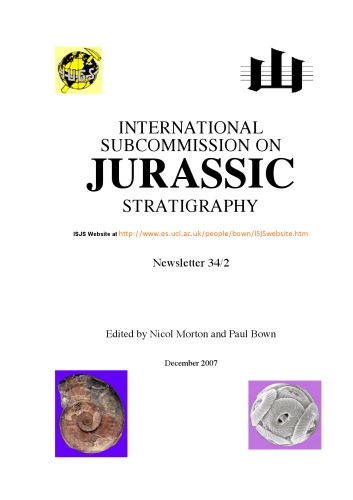 I·U·G·S
INTERNATIONAL
SUBCOMMISSION ON
JURASSIC
STRATIGRAPHY
ISJS Website at http://www.es.ucl.ac.uk/people/bown/ISJSwebsite.htm
Newsletter 34/2
Edited by Nicol Morton and Paul Bown
December 2007